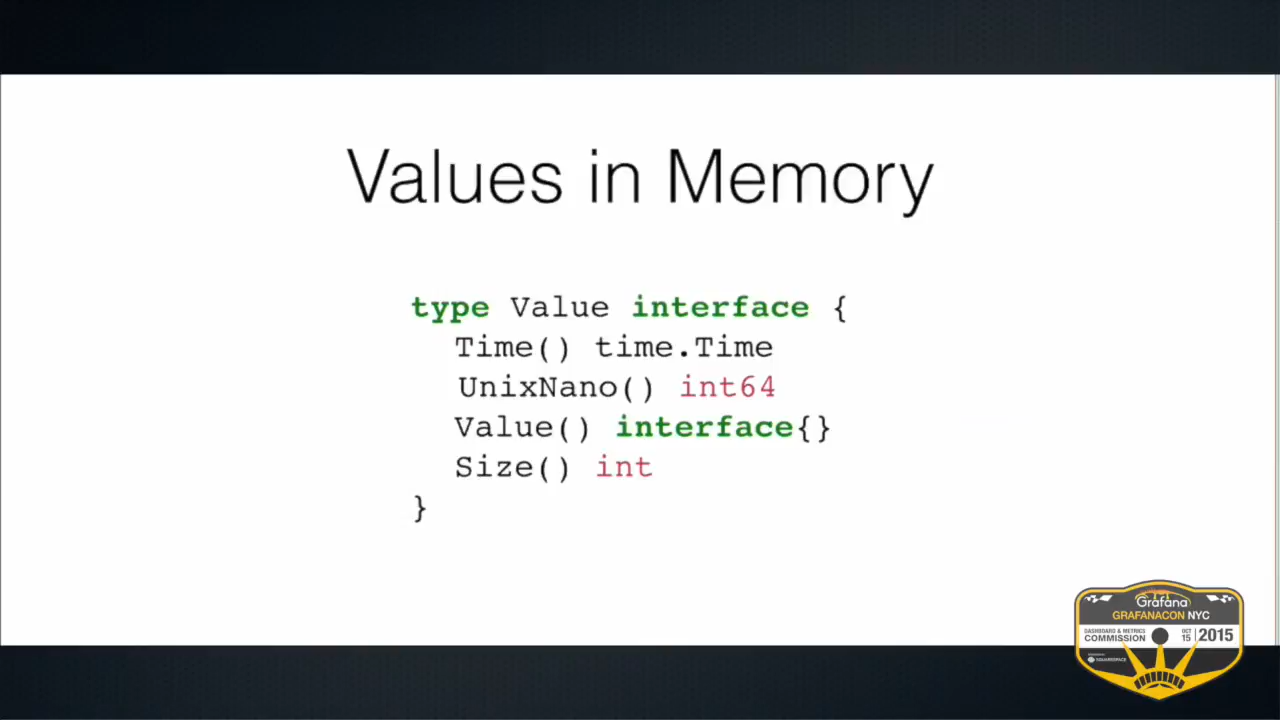 Values in Memory
type Value interface {
Time() time.Time
UnixNano() int64
Value() interface{}
Size() int
}
Grafana
GRAFANACON NYC
DASHBOARD & METRICS
COMMISSION
OCT
15
2015
SQUARESPACE